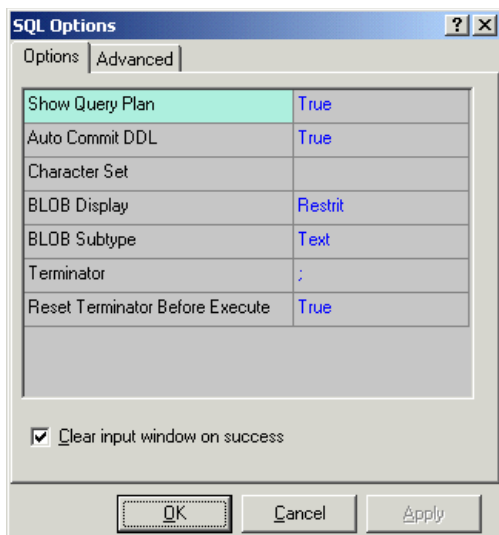 SQL Options
Options Advanced
Show Query Plan True
Auto Commit DDL True
Character Set
BLOB Display Restrit
BLOB Subtype Text
Terminator ;
Reset Terminator Before Execute True
Clear input window on success
OK Cancel Apply